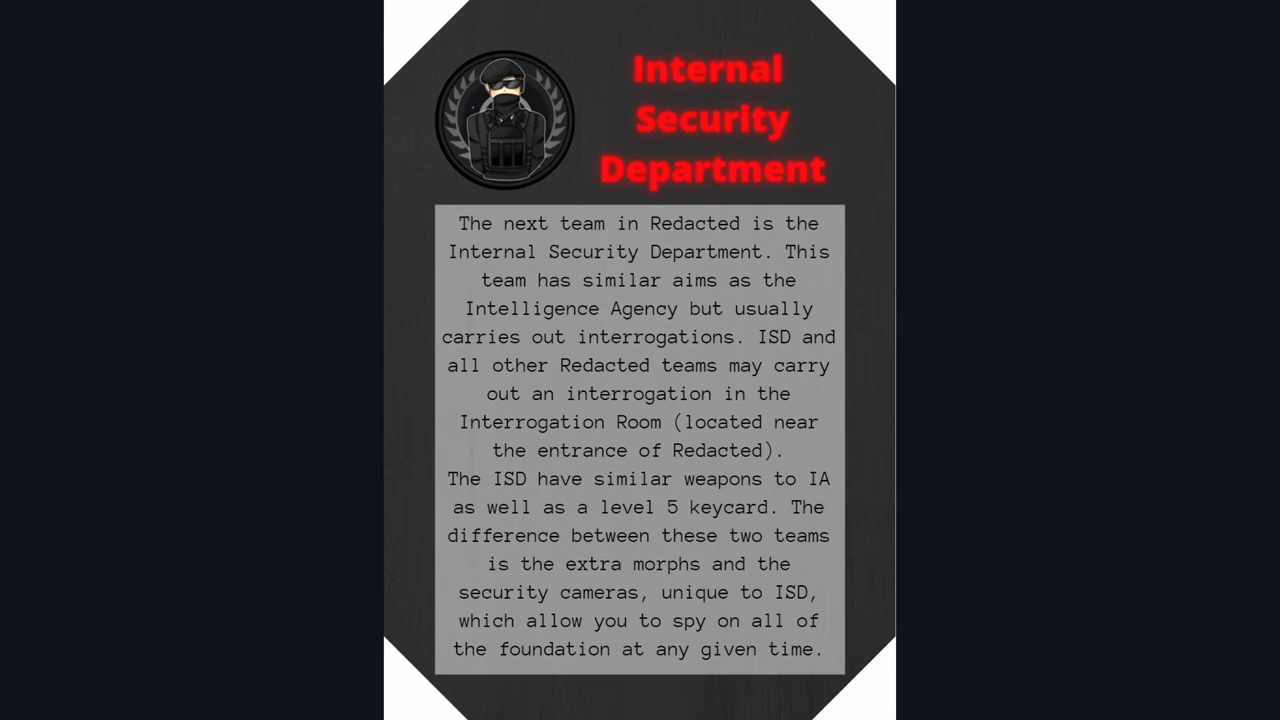 Internal
Security
Department
The next team in Redacted is the
Internal Security Department. This
team has similar aims as the
Intelligence Agency but usually
carries out interrogations. ISD and
all other Redacted teams may carry
out an interrogation in the
Interrogation Room (located near
the entrance of Redacted).
The ISD have similar weapons to IA
as well as a level 5 keycard. The
difference between these two teams
is the extra morphs and the
security cameras, unique to ISD,
which allow you to spy on all of
the foundation at any given time.